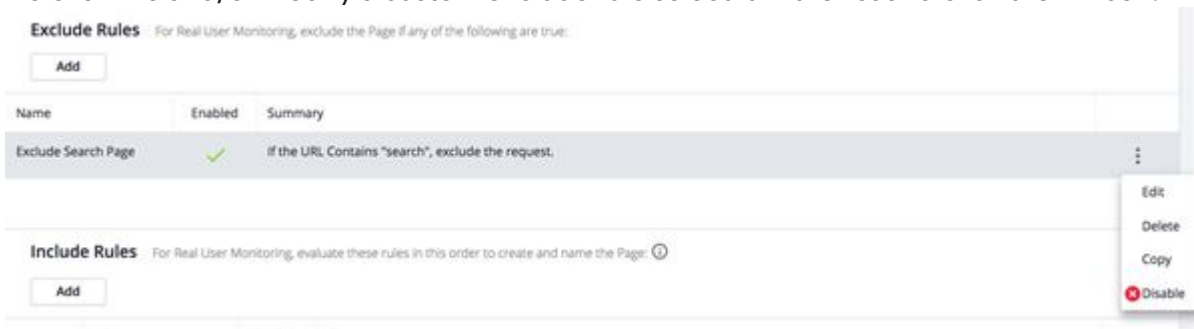 Exclude Rules For Real User Monitoring, exclude the Page if any of the following are true:
Add
Name Enabled Summary
Exclude Search Page If the URL Contains "search", exclude the request.
Edit
Delete
Include Rules For Real User Monitoring, evaluate these rules in this order to create and name the Page:
Copy
Add
Disable